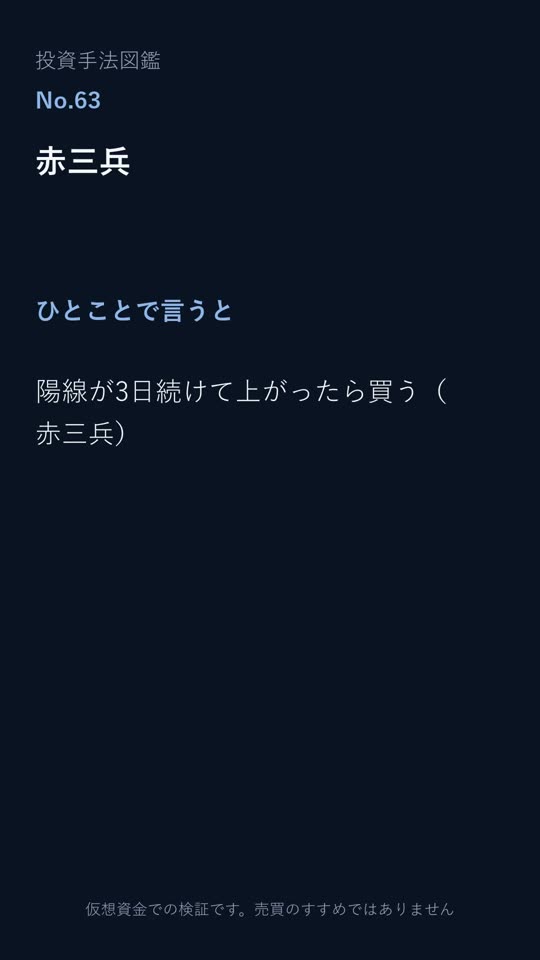 投資手法図鑑
No.63
赤三兵
ひとことで言うと
陽線が3日続けて上がったら買う（
赤三兵）
仮想資金での検証です。売買のすすめではありません